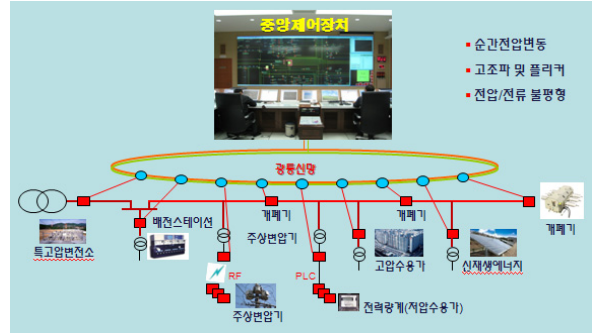 중앙제어장치
순간전압변동
고조파 및 플리커
전압/전류 불평형
광통신망
배전스테이션
개폐기
개폐기
개폐기
특고압변전소
주상변압기
고압수용가
신재생에너지
RF
PLC
주상변압기
전력량계(저압수용가)